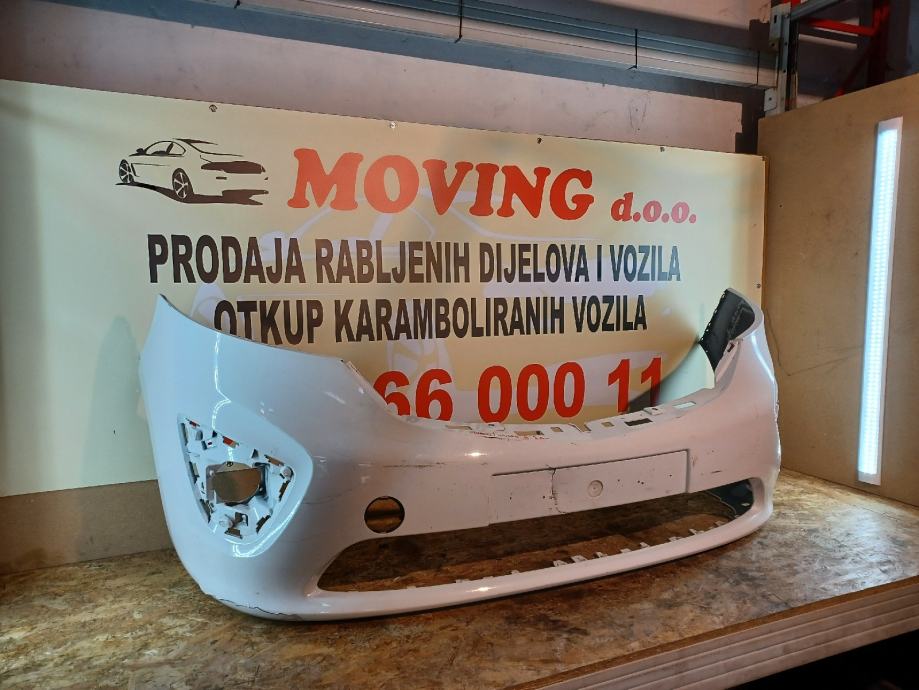 MOVING d.o.o.
PRODAJA RABLJENIH DIJELOVA I VOZILA
OTKUP KARAMBOLIRANIH VOZILA
66 000 11